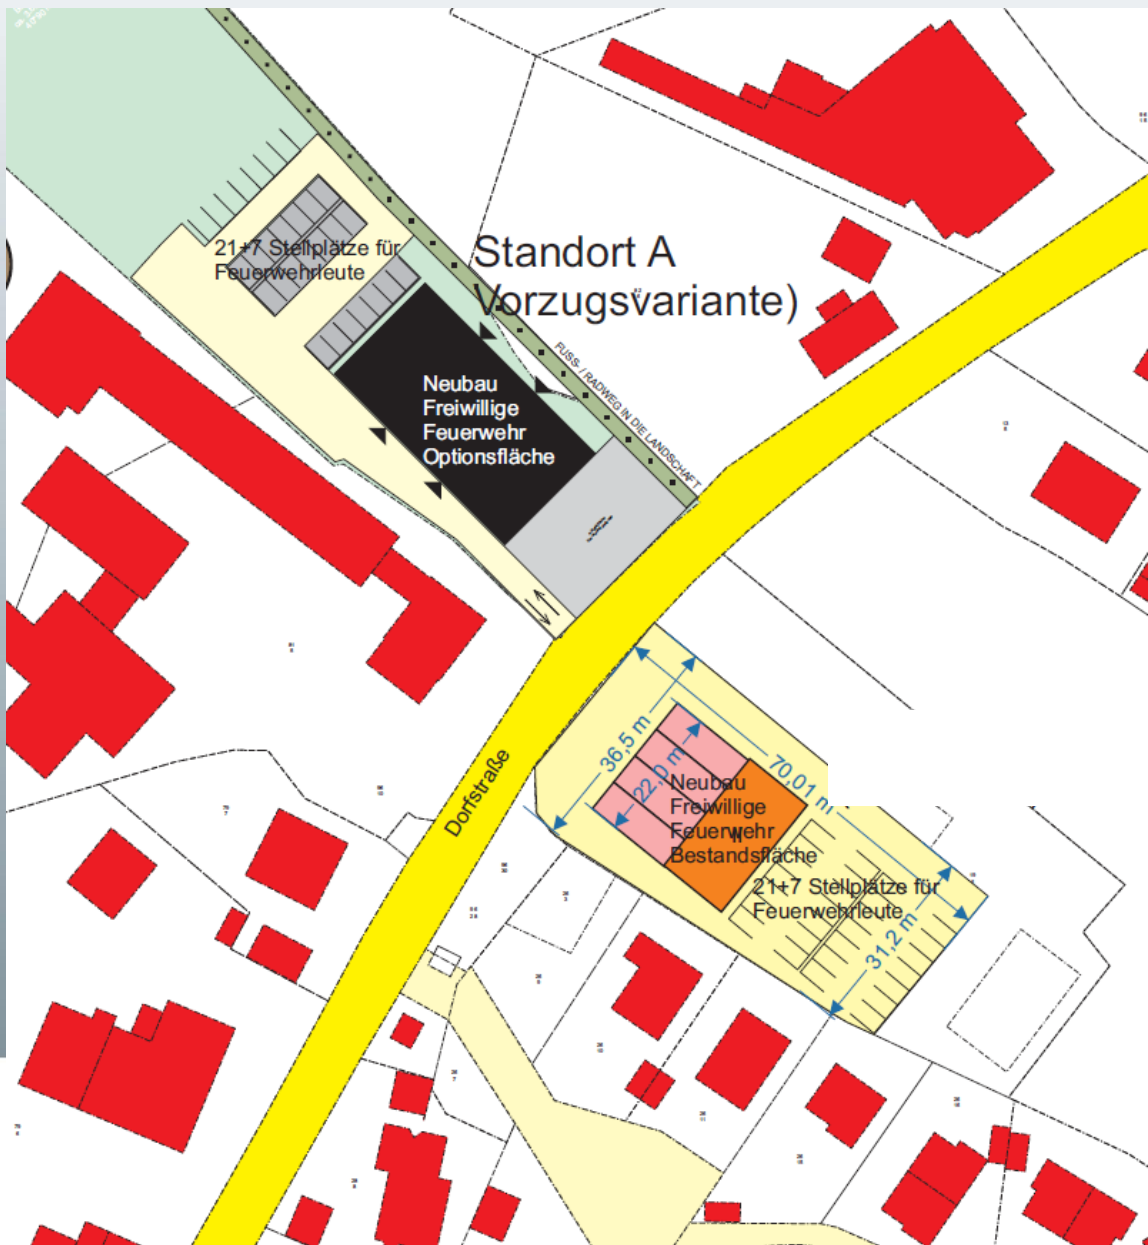 Standort A
Vorzugsvariante)
21+7 Stellplätze für
Feuerwehrleute
FUSS- / RADWEG IN DIE LANDSCHAFT
Neubau
Freiwillige
Feuerwehr
Optionsfläche
Dorfstraße
36,5 m
22,0 m
70,01 m
Neubau
Freiwillige
Feuerwehr
Bestandsfläche
21+7 Stellplätze für
Feuerwehrleute
31,2 m